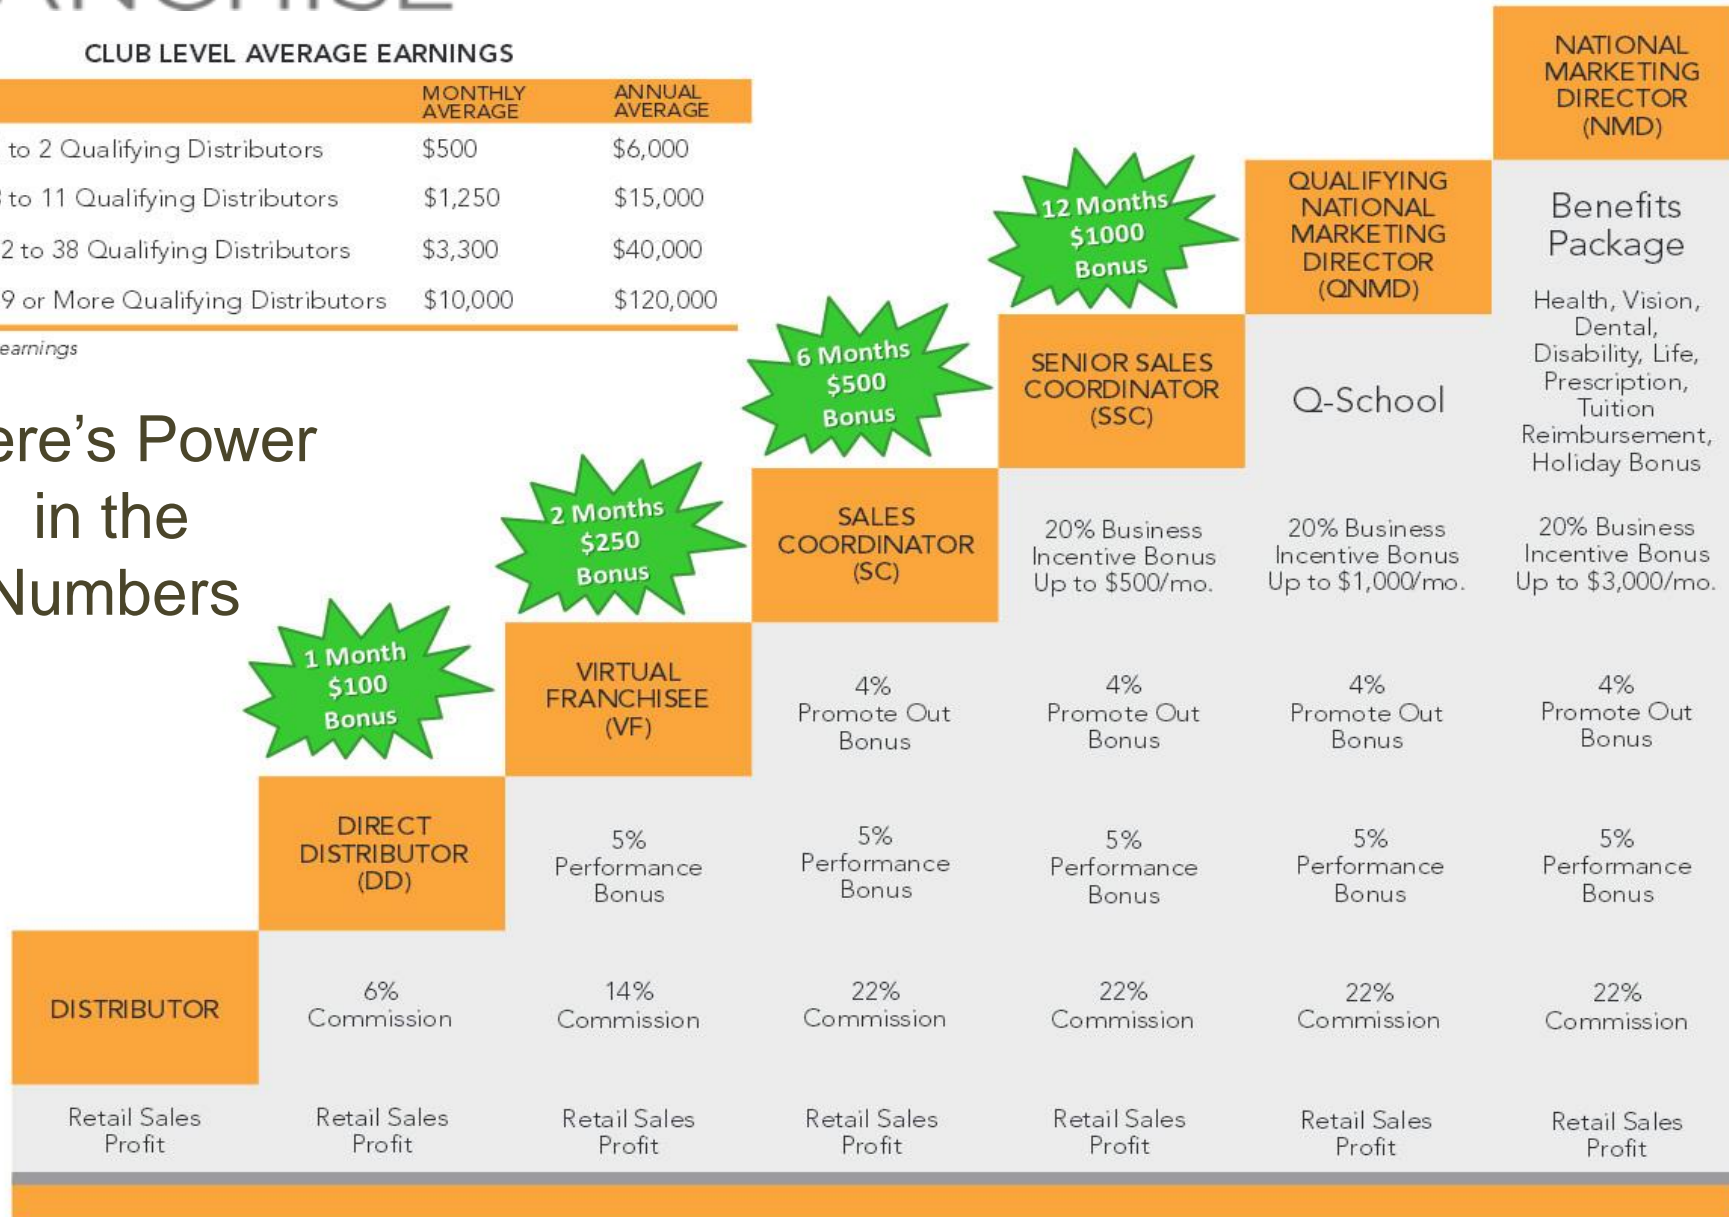 CLUB LEVEL AVERAGE EARNINGS
MONTHLY AVERAGE
ANNUAL AVERAGE
to 2 Qualifying Distributors $500 $6,000
to 11 Qualifying Distributors $1,250 $15,000
2 to 38 Qualifying Distributors $3,300 $40,000
9 or More Qualifying Distributors $10,000 $120,000
earnings
ere’s Power
in the
Numbers
1 Month
$100
Bonus
2 Months
$250
Bonus
6 Months
$500
Bonus
12 Months
$1000
Bonus
DISTRIBUTOR
Retail Sales
Profit
DIRECT
DISTRIBUTOR
(DD)
6%
Commission
Retail Sales
Profit
VIRTUAL
FRANCHISEE
(VF)
5%
Performance
Bonus
14%
Commission
Retail Sales
Profit
SALES
COORDINATOR
(SC)
4%
Promote Out
Bonus
5%
Performance
Bonus
22%
Commission
Retail Sales
Profit
SENIOR SALES
COORDINATOR
(SSC)
20% Business
Incentive Bonus
Up to $500/mo.
4%
Promote Out
Bonus
5%
Performance
Bonus
22%
Commission
Retail Sales
Profit
QUALIFYING
NATIONAL
MARKETING
DIRECTOR
(QNMD)
Q-School
20% Business
Incentive Bonus
Up to $1,000/mo.
4%
Promote Out
Bonus
5%
Performance
Bonus
22%
Commission
Retail Sales
Profit
NATIONAL
MARKETING
DIRECTOR
(NMD)
Benefits
Package
Health, Vision,
Dental,
Disability, Life,
Prescription,
Tuition
Reimbursement,
Holiday Bonus
20% Business
Incentive Bonus
Up to $3,000/mo.
4%
Promote Out
Bonus
5%
Performance
Bonus
22%
Commission
Retail Sales
Profit